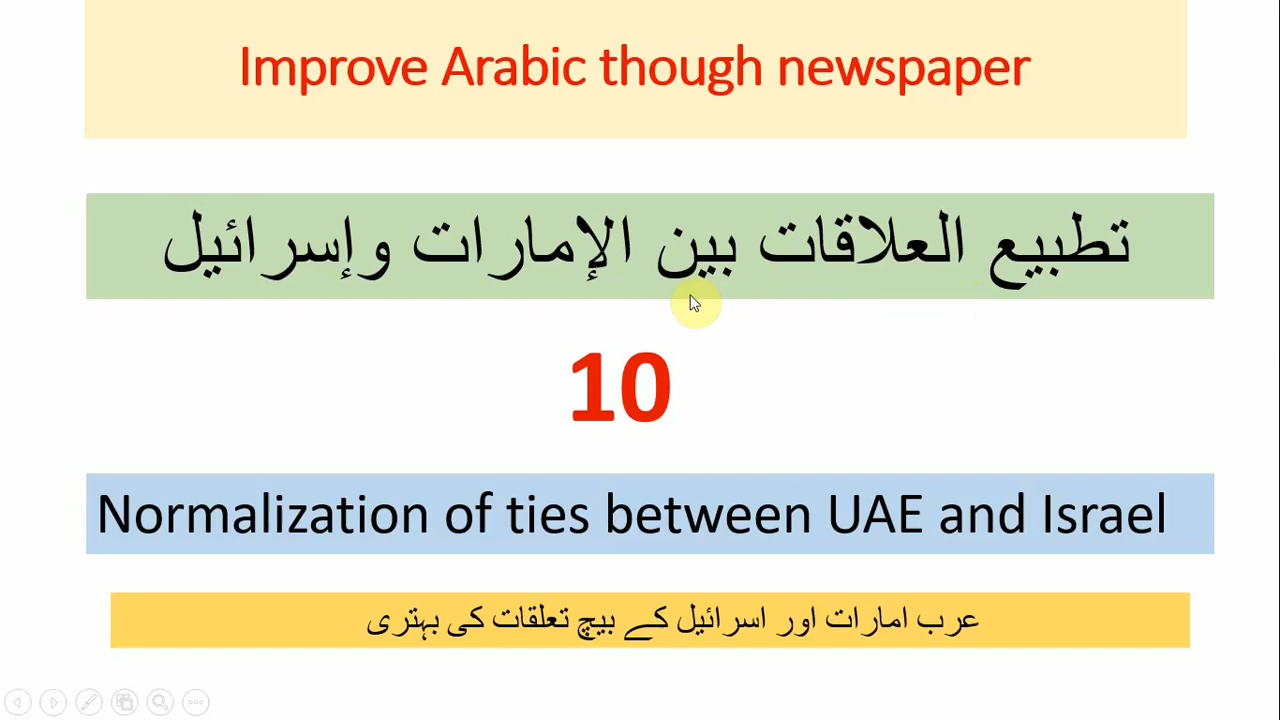 Improve Arabic though newspaper
تطبيع العلاقات بين الإمارات وإسرائيل
10
Normalization of ties between UAE and Israel
عرب امارات اور اسرائیل کے بیچ تعلقات کی بہتری